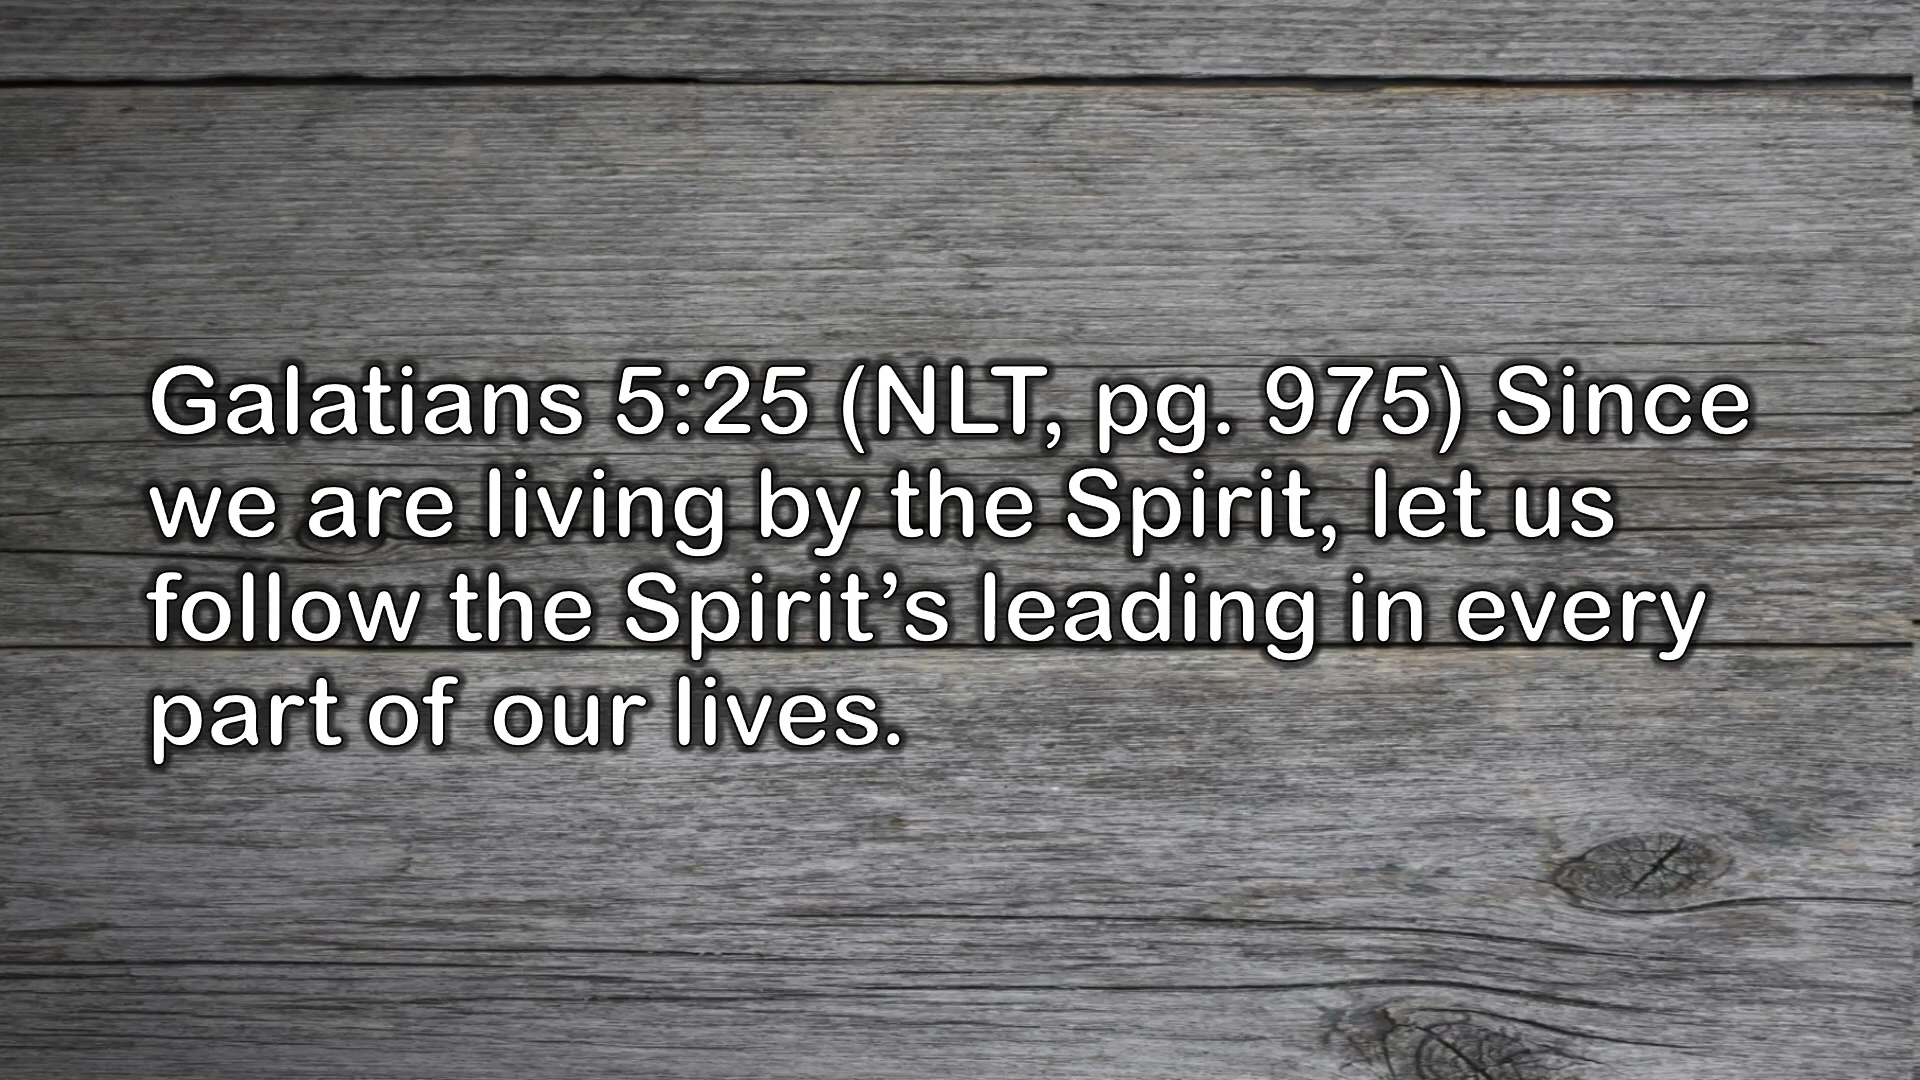 Galatians 5:25 (NLT, pg. 975) Since
we are living by the Spirit, let us
follow the Spirit’s leading in every
part of our lives.